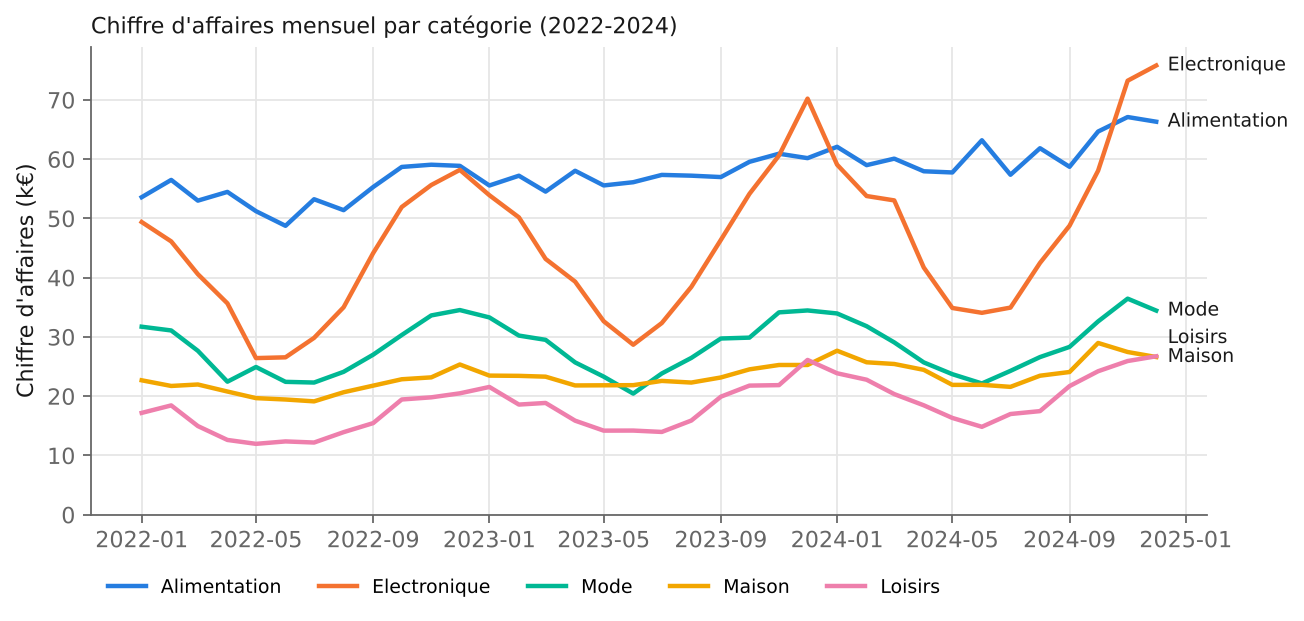 Chiffre d'affaires mensuel par catégorie (2022-2024)
Chiffre d'affaires (k€)
70
60
50
40
30
20
10
0
2022-01 2022-05 2022-09 2023-01 2023-05 2023-09 2024-01 2024-05 2024-09 2025-01
Electronique
Alimentation
Mode
Loisirs
Maison
Alimentation Electronique Mode Maison Loisirs